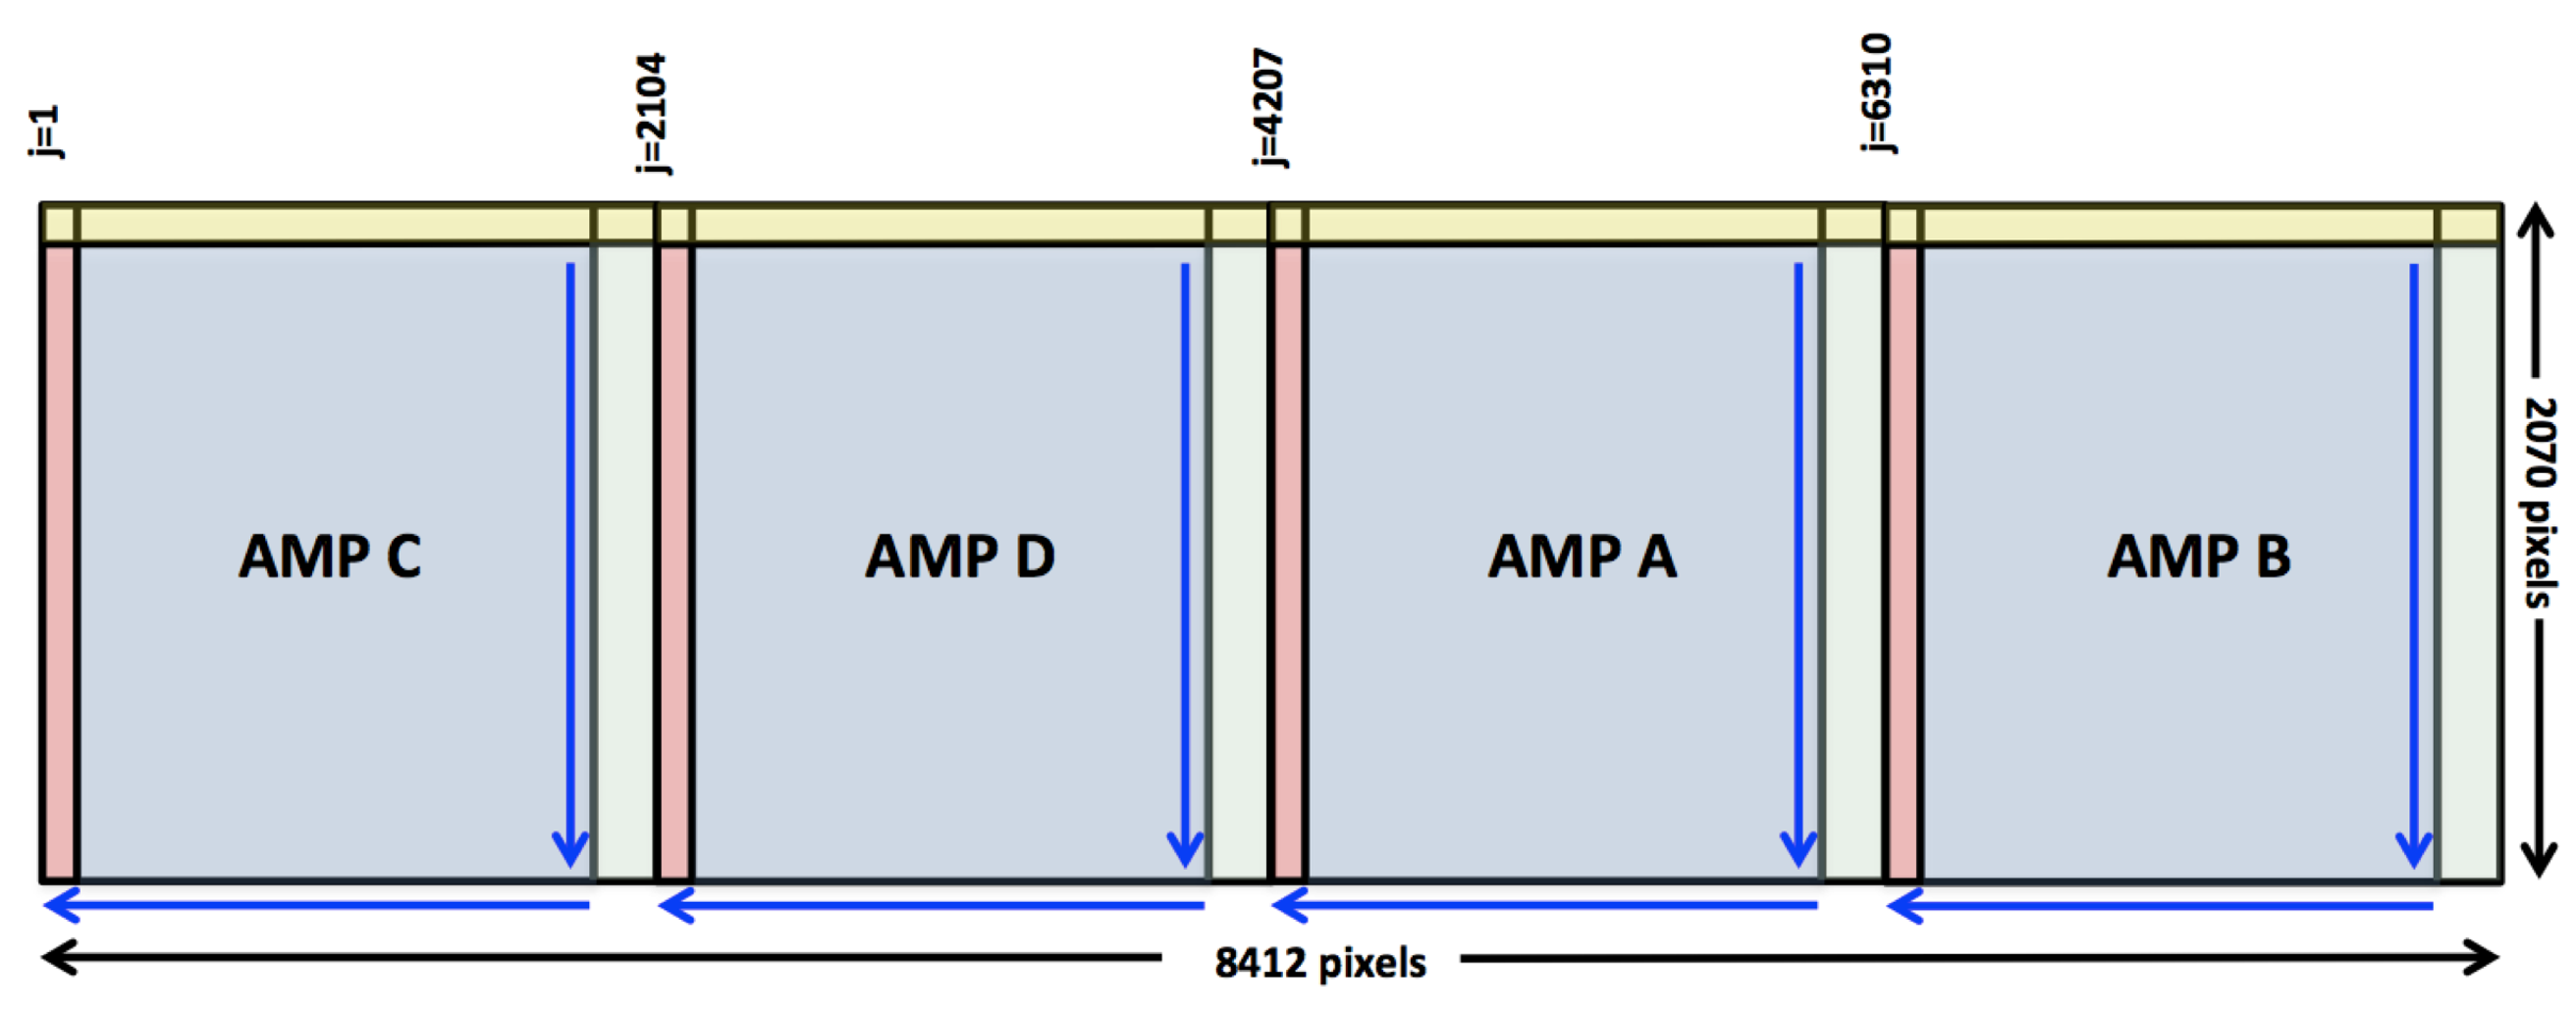 j=1
j=2104
j=4207
j=6310
AMP C
AMP D
AMP A
AMP B
2070 pixels
8412 pixels